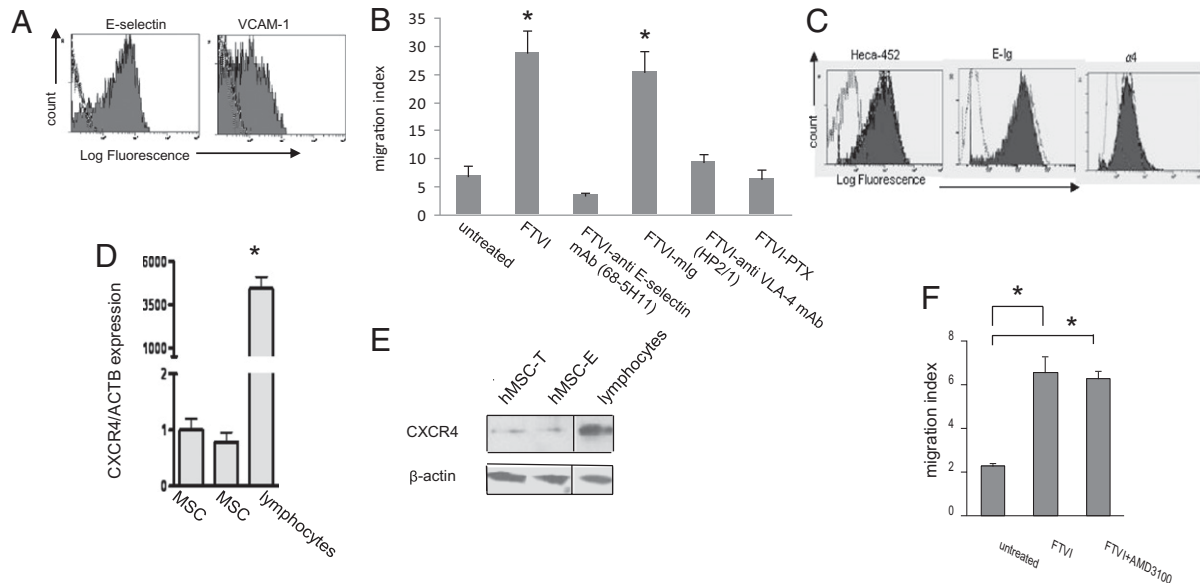 A
E-selectin
VCAM-1
count
Log Fluorescence
B
migration index
35
30
25
20
15
10
5
0
*
*
untreated
FTVI
FTVI-anti E-selectin
mAb (68-5H11)
FTVI-mIg
FTVI-anti VLA-4 mAb
(HP2/1)
FTVI-PTX
C
Heca-452
E-Ig
α4
count
Log Fluorescence
D
CXCR4/ACTB expression
6000
3500
1000
2
1
0
*
MSC
MSC
lymphocytes
E
hMSC-T
hMSC-E
lymphocytes
CXCR4
β-actin
F
migration index
8
6
4
2
0
*
*
untreated
FTVI
FTVI+AMD3100